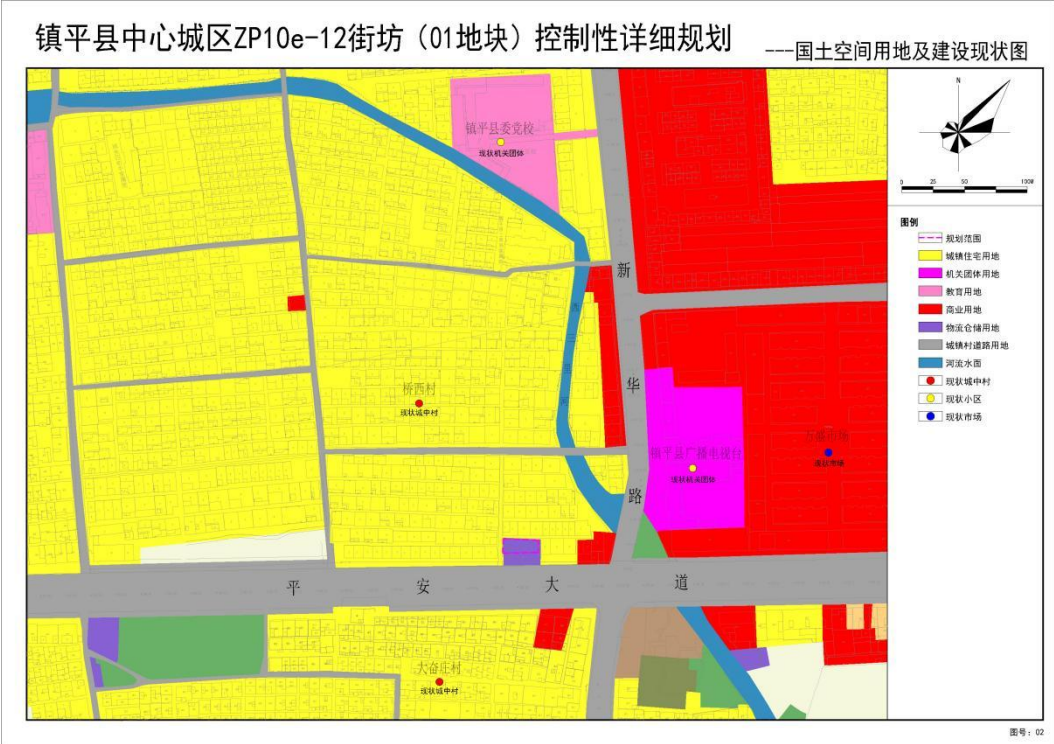 镇平县中心城区ZP10e-12街坊（01地块）控制性详细规划
---国土空间用地及建设现状图
N
0 25 50 100M
图例
规划范围
城镇住宅用地
机关团体用地
教育用地
商业用地
物流仓储用地
城镇村道路用地
河流水面
现状城中村
现状小区
现状市场
镇平县委党校
现状机关团体
新
华
路
桥西村
现状城中村
镇平县广播电视台
现状机关团体
现状市场
平 安 大 道
大奋庄村
现状城中村
图号：02